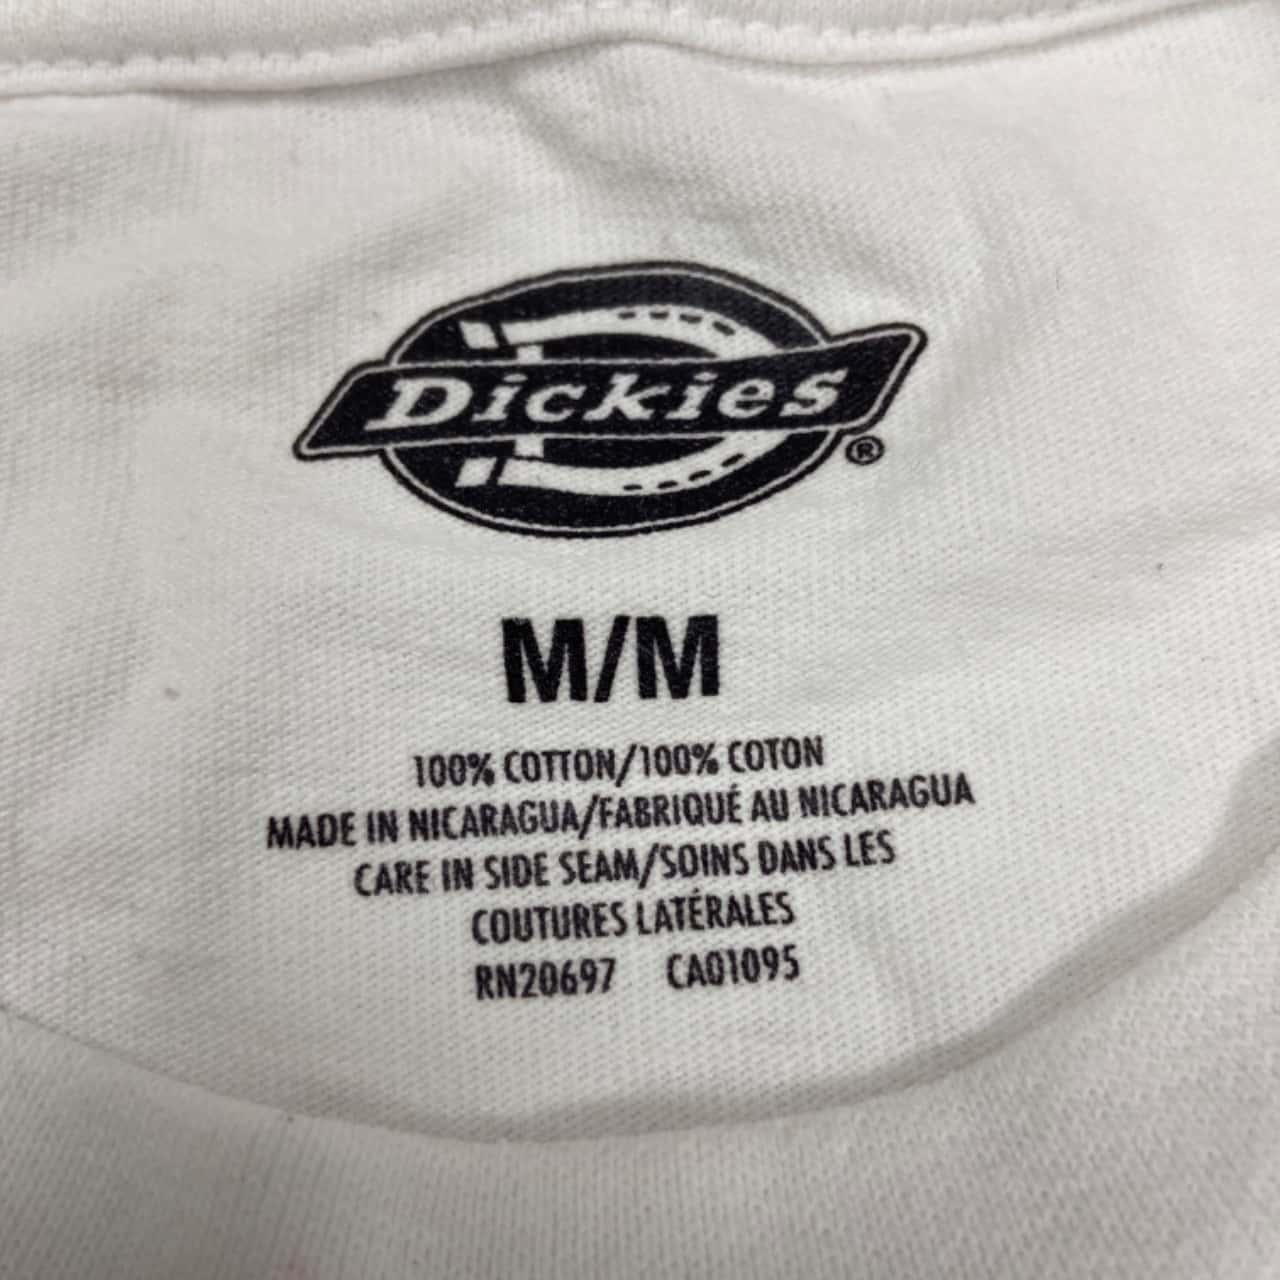 Dickies®
M/M
100% COTTON/100% COTON
MADE IN NICARAGUA/FABRIQUÉ AU NICARAGUA
CARE IN SIDE SEAM/SOINS DANS LES
COUTURES LATÉRALES
RN20697 CA01095